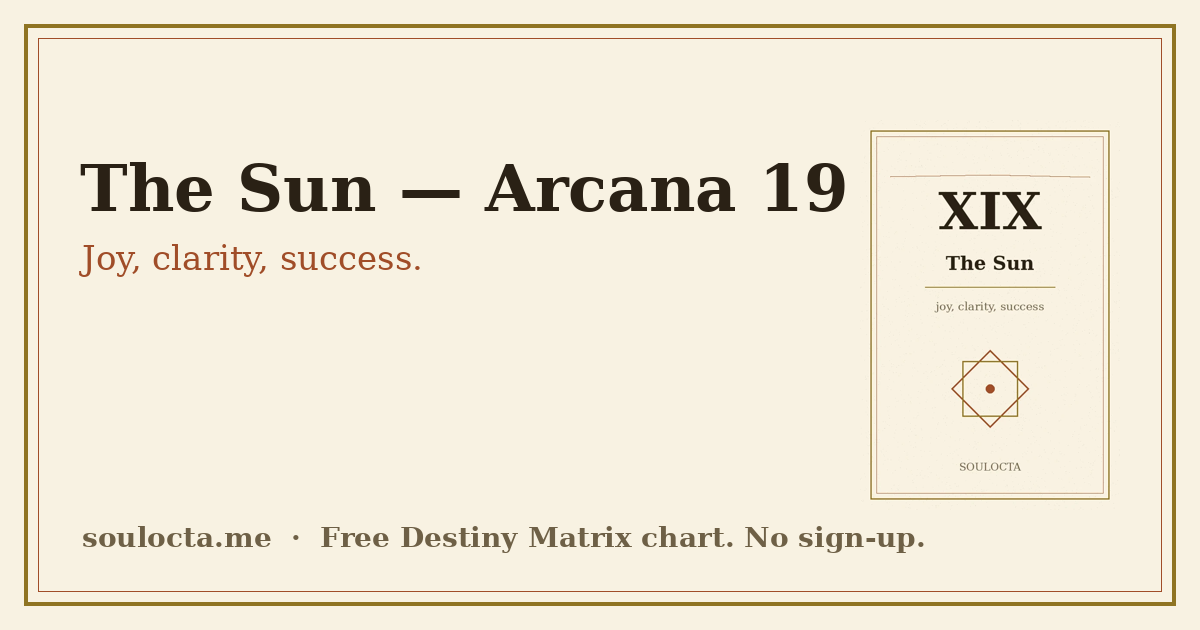 The Sun — Arcana 19
Joy, clarity, success.
XIX
The Sun
joy, clarity, success
SOULOCTA
soulocta.me · Free Destiny Matrix chart. No sign-up.